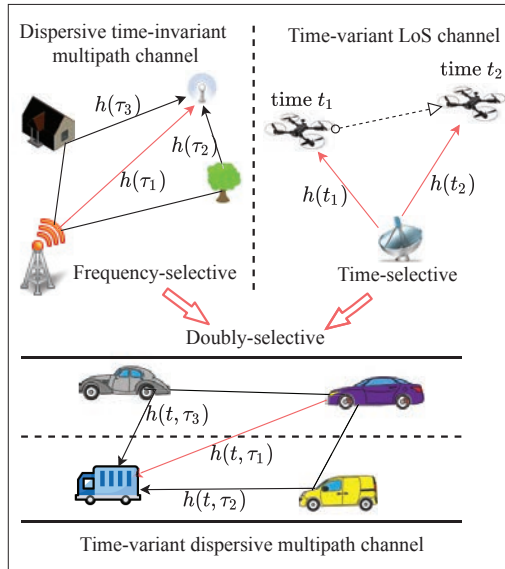 Dispersive time-invariant
multipath channel
h(τ₃)
h(τ₂)
h(τ₁)
Frequency-selective
Time-variant LoS channel
time t₂
time t₁
h(t₁)
h(t₂)
Time-selective
Doubly-selective
h(t, τ₃)
h(t, τ₁)
h(t, τ₂)
Time-variant dispersive multipath channel